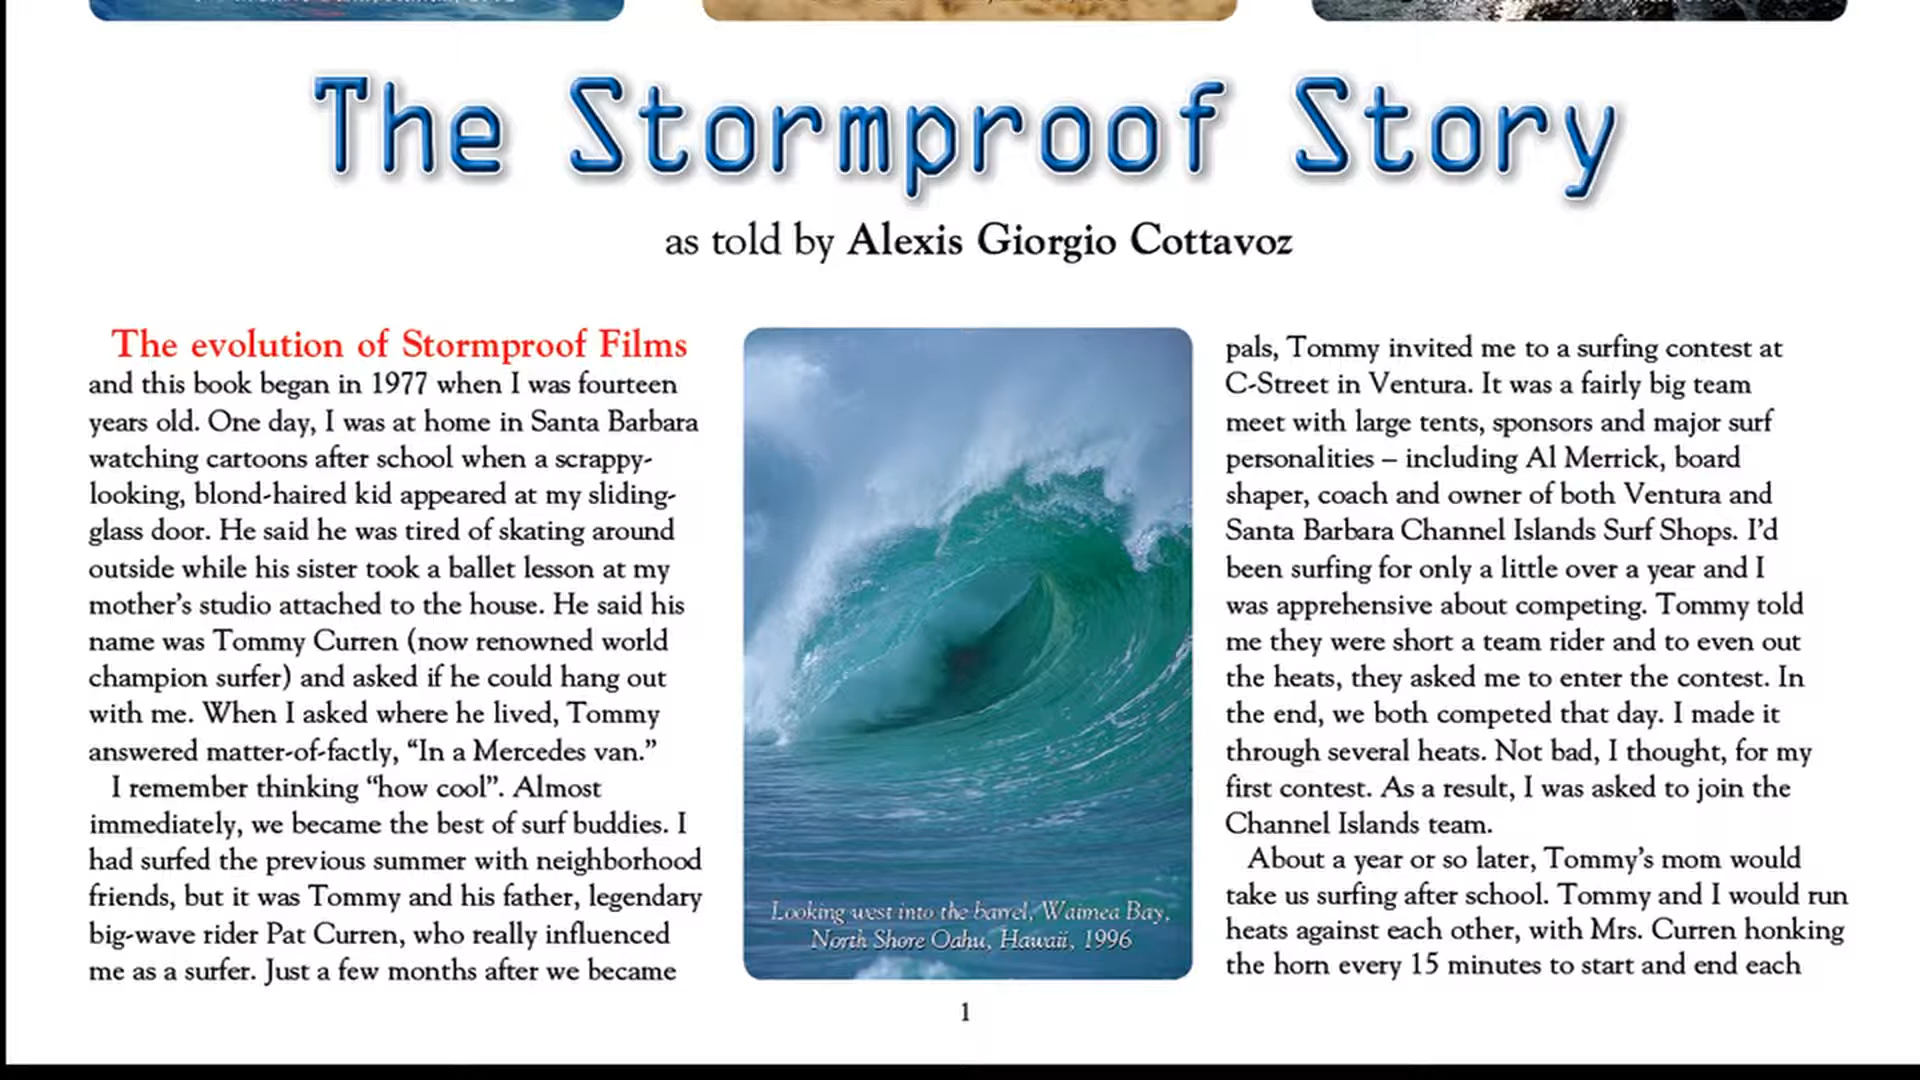 The Stormproof Story
as told by Alexis Giorgio Cottavoz
The evolution of Stormproof Films
and this book began in 1977 when I was fourteen
years old. One day, I was at home in Santa Barbara
watching cartoons after school when a scrappy-
looking, blond-haired kid appeared at my sliding-
glass door. He said he was tired of skating around
outside while his sister took a ballet lesson at my
mother's studio attached to the house. He said his
name was Tommy Curren (now renowned world
champion surfer) and asked if he could hang out
with me. When I asked where he lived, Tommy
answered matter-of-factly, “In a Mercedes van.”
I remember thinking “how cool”. Almost
immediately, we became the best of surf buddies. I
had surfed the previous summer with neighborhood
friends, but it was Tommy and his father, legendary
big-wave rider Pat Curren, who really influenced
me as a surfer. Just a few months after we became
Looking west into the barrel, Waimea Bay,
North Shore Oahu, Hawaii, 1996
pals, Tommy invited me to a surfing contest at
C-Street in Ventura. It was a fairly big team
meet with large tents, sponsors and major surf
personalities – including Al Merrick, board
shaper, coach and owner of both Ventura and
Santa Barbara Channel Islands Surf Shops. I'd
been surfing for only a little over a year and I
was apprehensive about competing. Tommy told
me they were short a team rider and to even out
the heats, they asked me to enter the contest. In
the end, we both competed that day. I made it
through several heats. Not bad, I thought, for my
first contest. As a result, I was asked to join the
Channel Islands team.
About a year or so later, Tommy's mom would
take us surfing after school. Tommy and I would run
heats against each other, with Mrs. Curren honking
the horn every 15 minutes to start and end each
1